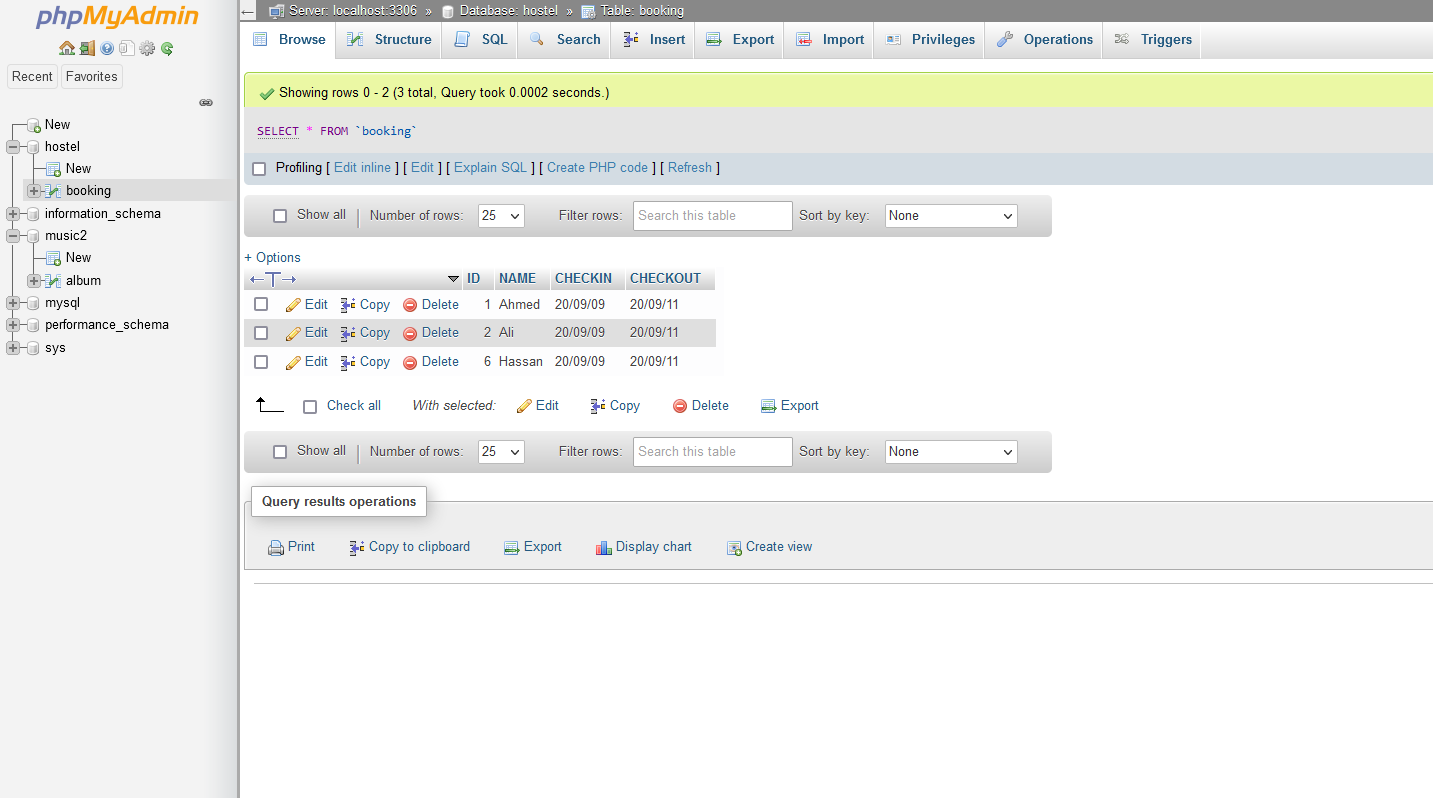 phpMyAdmin
Recent Favorites
New
hostel
New
booking
information_schema
music2
New
album
mysql
performance_schema
sys
Server: localhost:3306 » Database: hostel » Table: booking
Browse Structure SQL Search Insert Export Import Privileges Operations Triggers
Showing rows 0 - 2 (3 total, Query took 0.0002 seconds.)
SELECT * FROM `booking`
Profiling [ Edit inline ] [ Edit ] [ Explain SQL ] [ Create PHP code ] [ Refresh ]
Show all Number of rows: 25 Filter rows: Search this table Sort by key: None
+ Options
←T→ ID NAME CHECKIN CHECKOUT
Edit Copy Delete 1 Ahmed 20/09/09 20/09/11
Edit Copy Delete 2 Ali 20/09/09 20/09/11
Edit Copy Delete 6 Hassan 20/09/09 20/09/11
Check all With selected: Edit Copy Delete Export
Show all Number of rows: 25 Filter rows: Search this table Sort by key: None
Query results operations
Print Copy to clipboard Export Display chart Create view